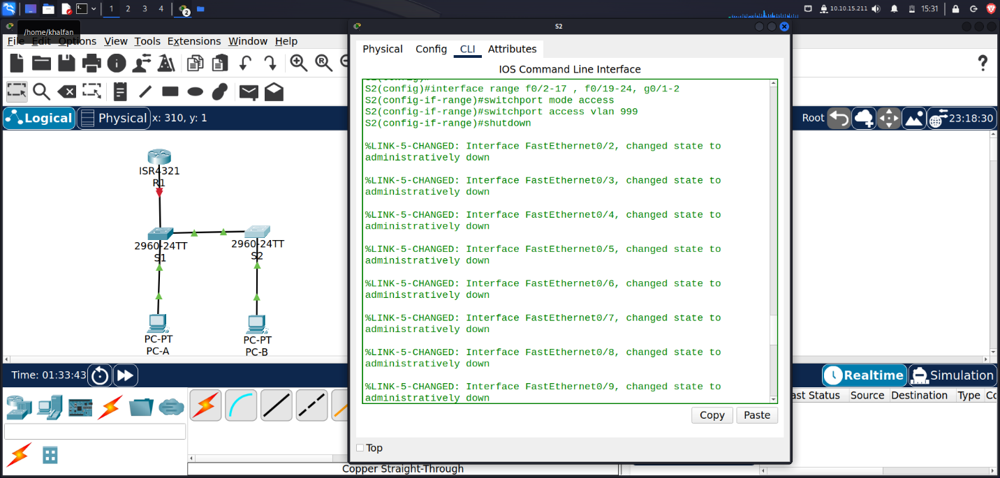 1 2 3 4 2
10.10.15.211 15:31
/home/khalfan
S2
File Edit Options View Tools Extensions Window Help
Physical Config CLI Attributes
IOS Command Line Interface
S2(config)#
S2(config)#interface range f0/2-17 , f0/19-24, g0/1-2
S2(config-if-range)#switchport mode access
S2(config-if-range)#switchport access vlan 999
S2(config-if-range)#shutdown
%LINK-5-CHANGED: Interface FastEthernet0/2, changed state to
administratively down
%LINK-5-CHANGED: Interface FastEthernet0/3, changed state to
administratively down
%LINK-5-CHANGED: Interface FastEthernet0/4, changed state to
administratively down
%LINK-5-CHANGED: Interface FastEthernet0/5, changed state to
administratively down
%LINK-5-CHANGED: Interface FastEthernet0/6, changed state to
administratively down
%LINK-5-CHANGED: Interface FastEthernet0/7, changed state to
administratively down
%LINK-5-CHANGED: Interface FastEthernet0/8, changed state to
administratively down
%LINK-5-CHANGED: Interface FastEthernet0/9, changed state to
administratively down
Copy Paste
Top
Logical Physical x: 310, y: 1
Root 23:18:30
ISR4321
R1
2960-24TT
S1
2960-24TT
S2
PC-PT
PC-A
PC-PT
PC-B
Time: 01:33:43
Realtime Simulation
ast Status Source Destination Type Co
Copper Straight-Through